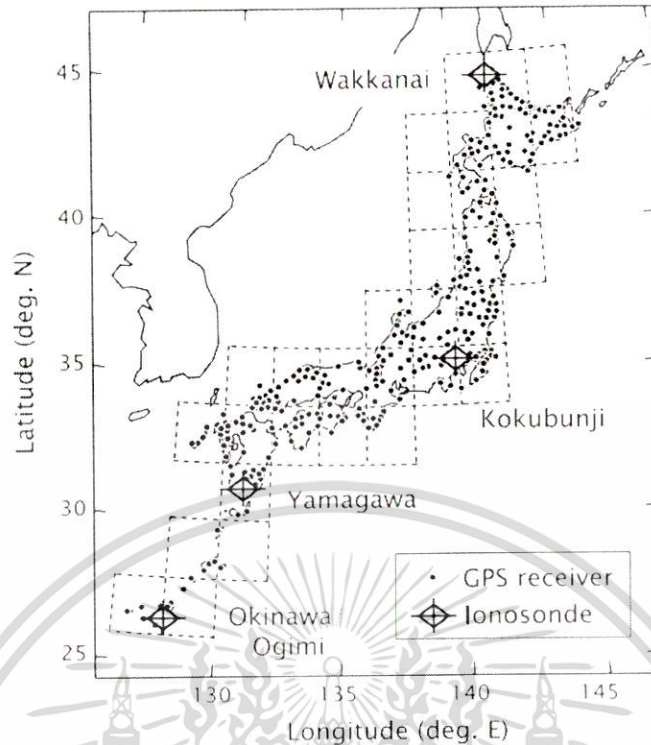 45
40
35
30
25
Latitude (deg. N)
Wakkanai
Kokubunji
Yamagawa
Okinawa
Ogimi
GPS receiver
Ionosonde
130
135
140
145
Longitude (deg. E)